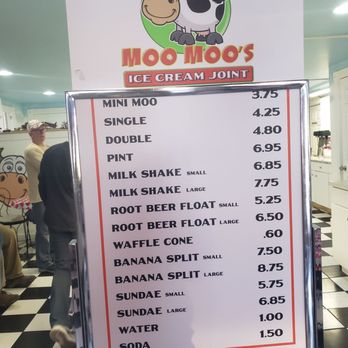 MOO MOO'S
ICE CREAM JOINT
MINI MOO 3.75
SINGLE 4.25
DOUBLE 4.80
PINT 6.95
MILK SHAKE SMALL 6.85
MILK SHAKE LARGE 7.75
ROOT BEER FLOAT SMALL 5.25
ROOT BEER FLOAT LARGE 6.50
WAFFLE CONE .60
BANANA SPLIT SMALL 7.50
BANANA SPLIT LARGE 8.75
SUNDAE SMALL 5.75
SUNDAE LARGE 6.85
WATER 1.00
SODA 1.50